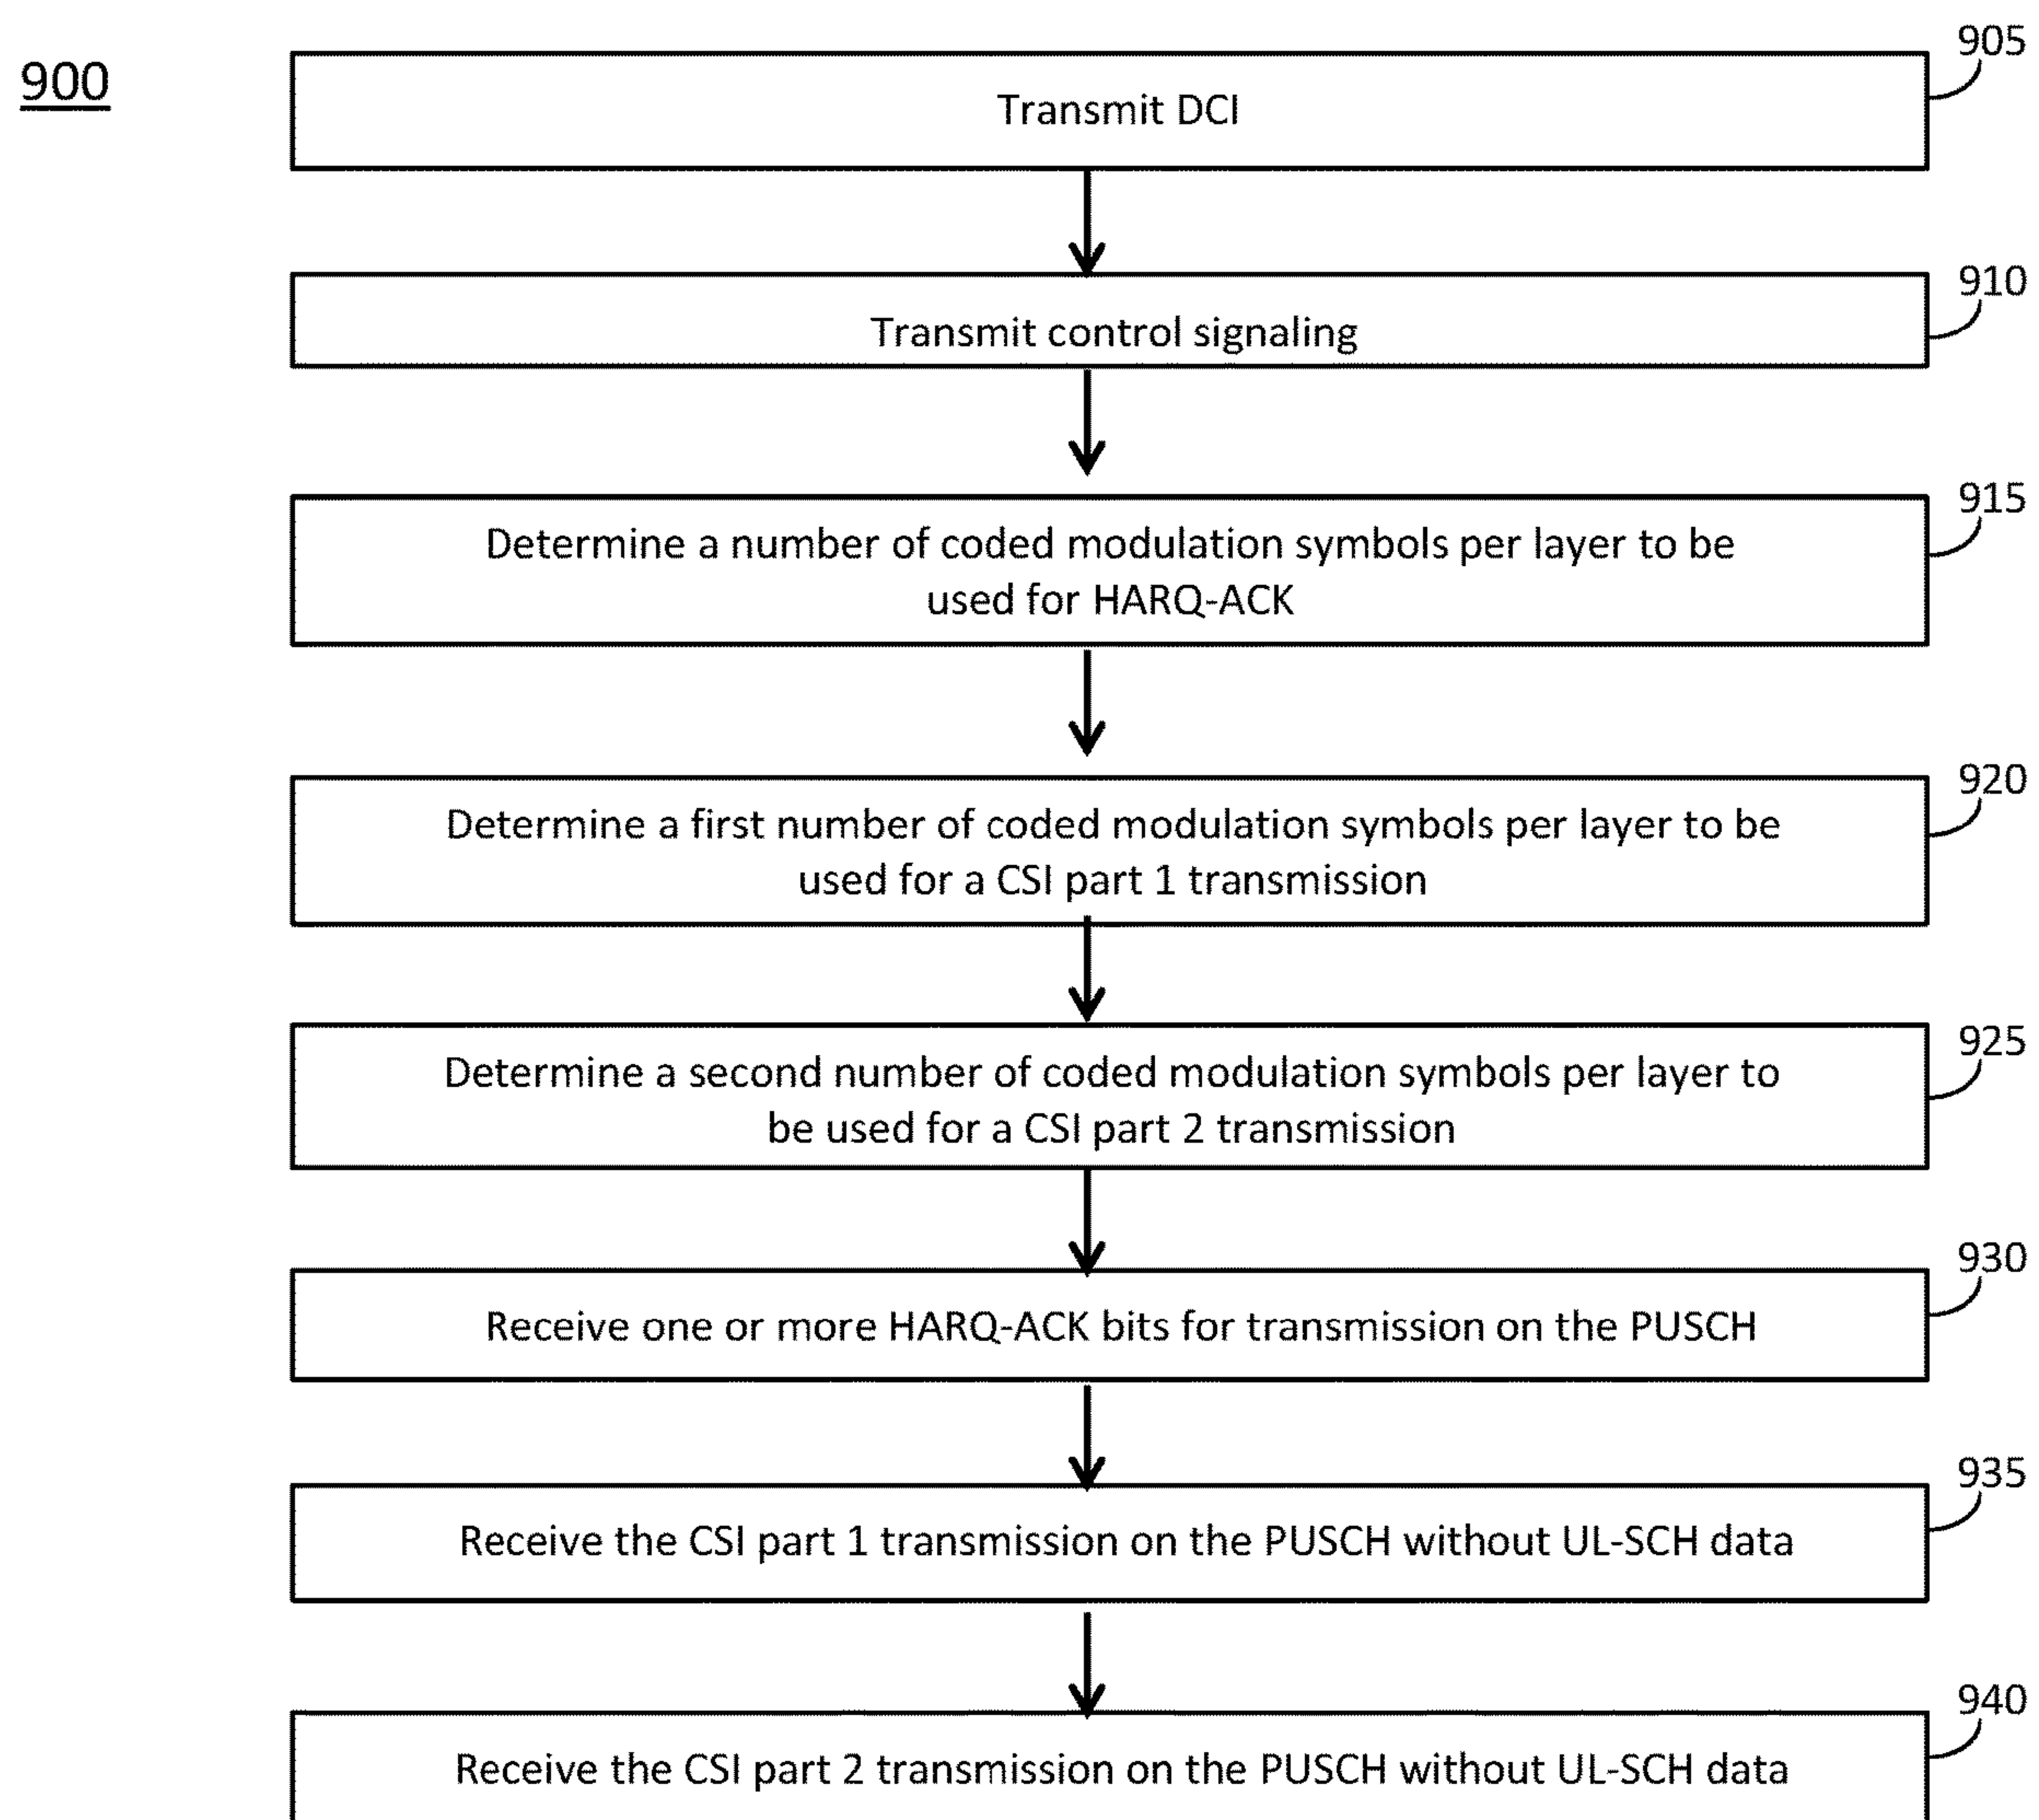 900
905
Transmit DCI
910
Transmit control signaling
915
Determine a number of coded modulation symbols per layer to be
used for HARQ-ACK
920
Determine a first number of coded modulation symbols per layer to be
used for a CSI part 1 transmission
925
Determine a second number of coded modulation symbols per layer to
be used for a CSI part 2 transmission
930
Receive one or more HARQ-ACK bits for transmission on the PUSCH
935
Receive the CSI part 1 transmission on the PUSCH without UL-SCH data
940
Receive the CSI part 2 transmission on the PUSCH without UL-SCH data